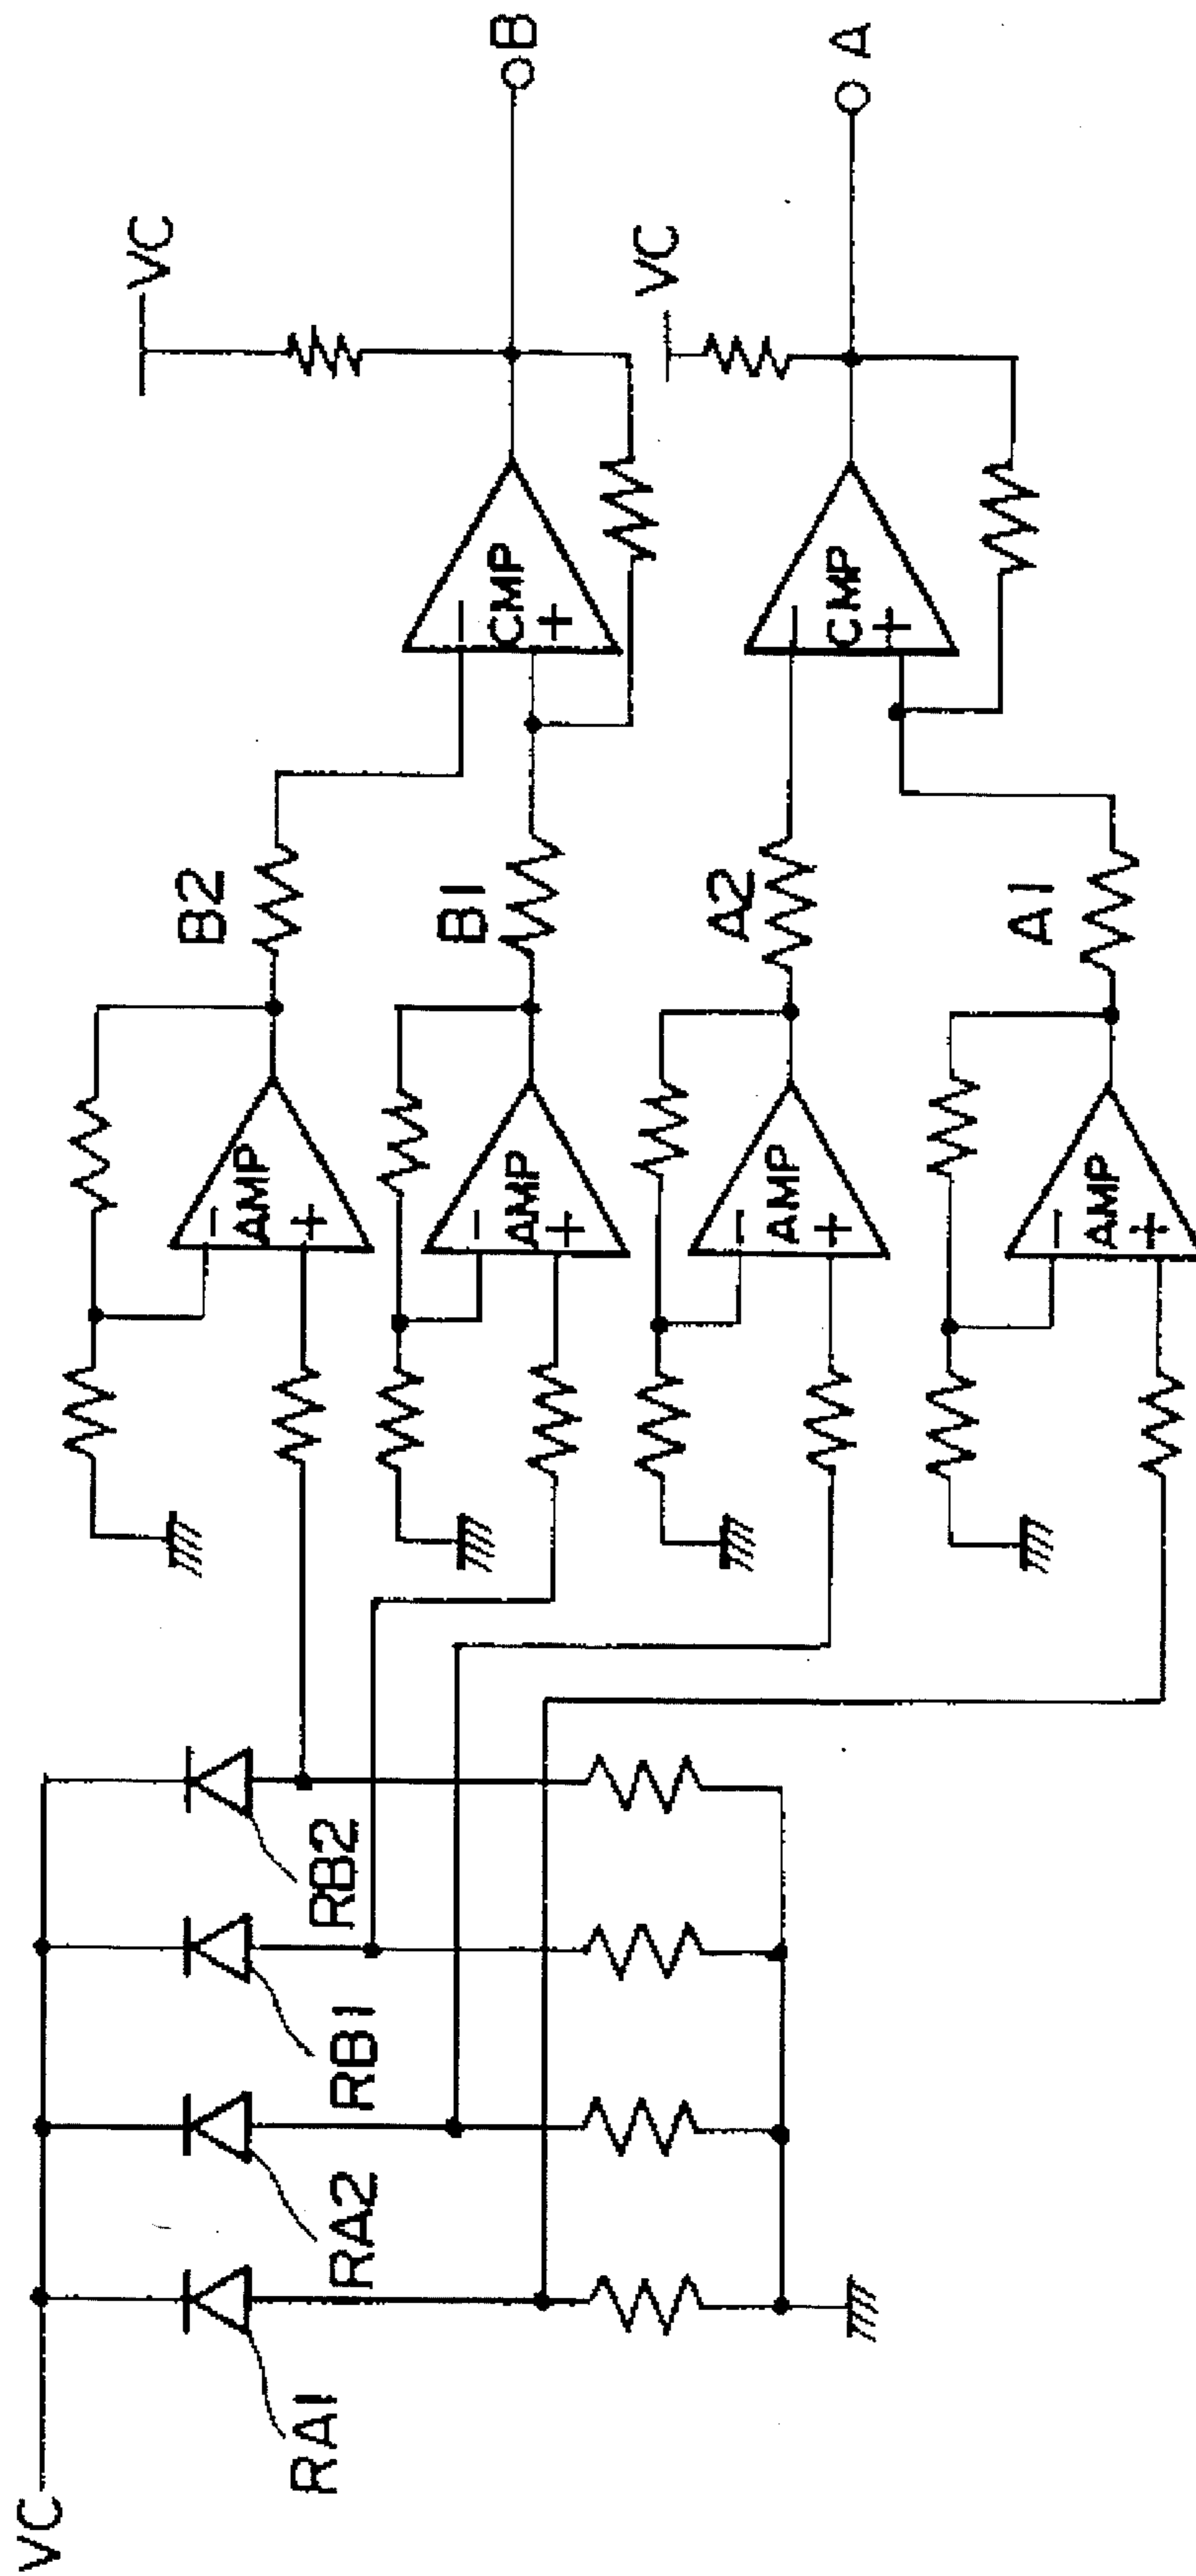 VC
RA1
RA2
RB1
RB2
B2
B1
A2
A1
-
AMP
+
-
AMP
+
-
AMP
+
-
AMP
+
-
CMP
+
-
CMP
+
VC
VC
B
A